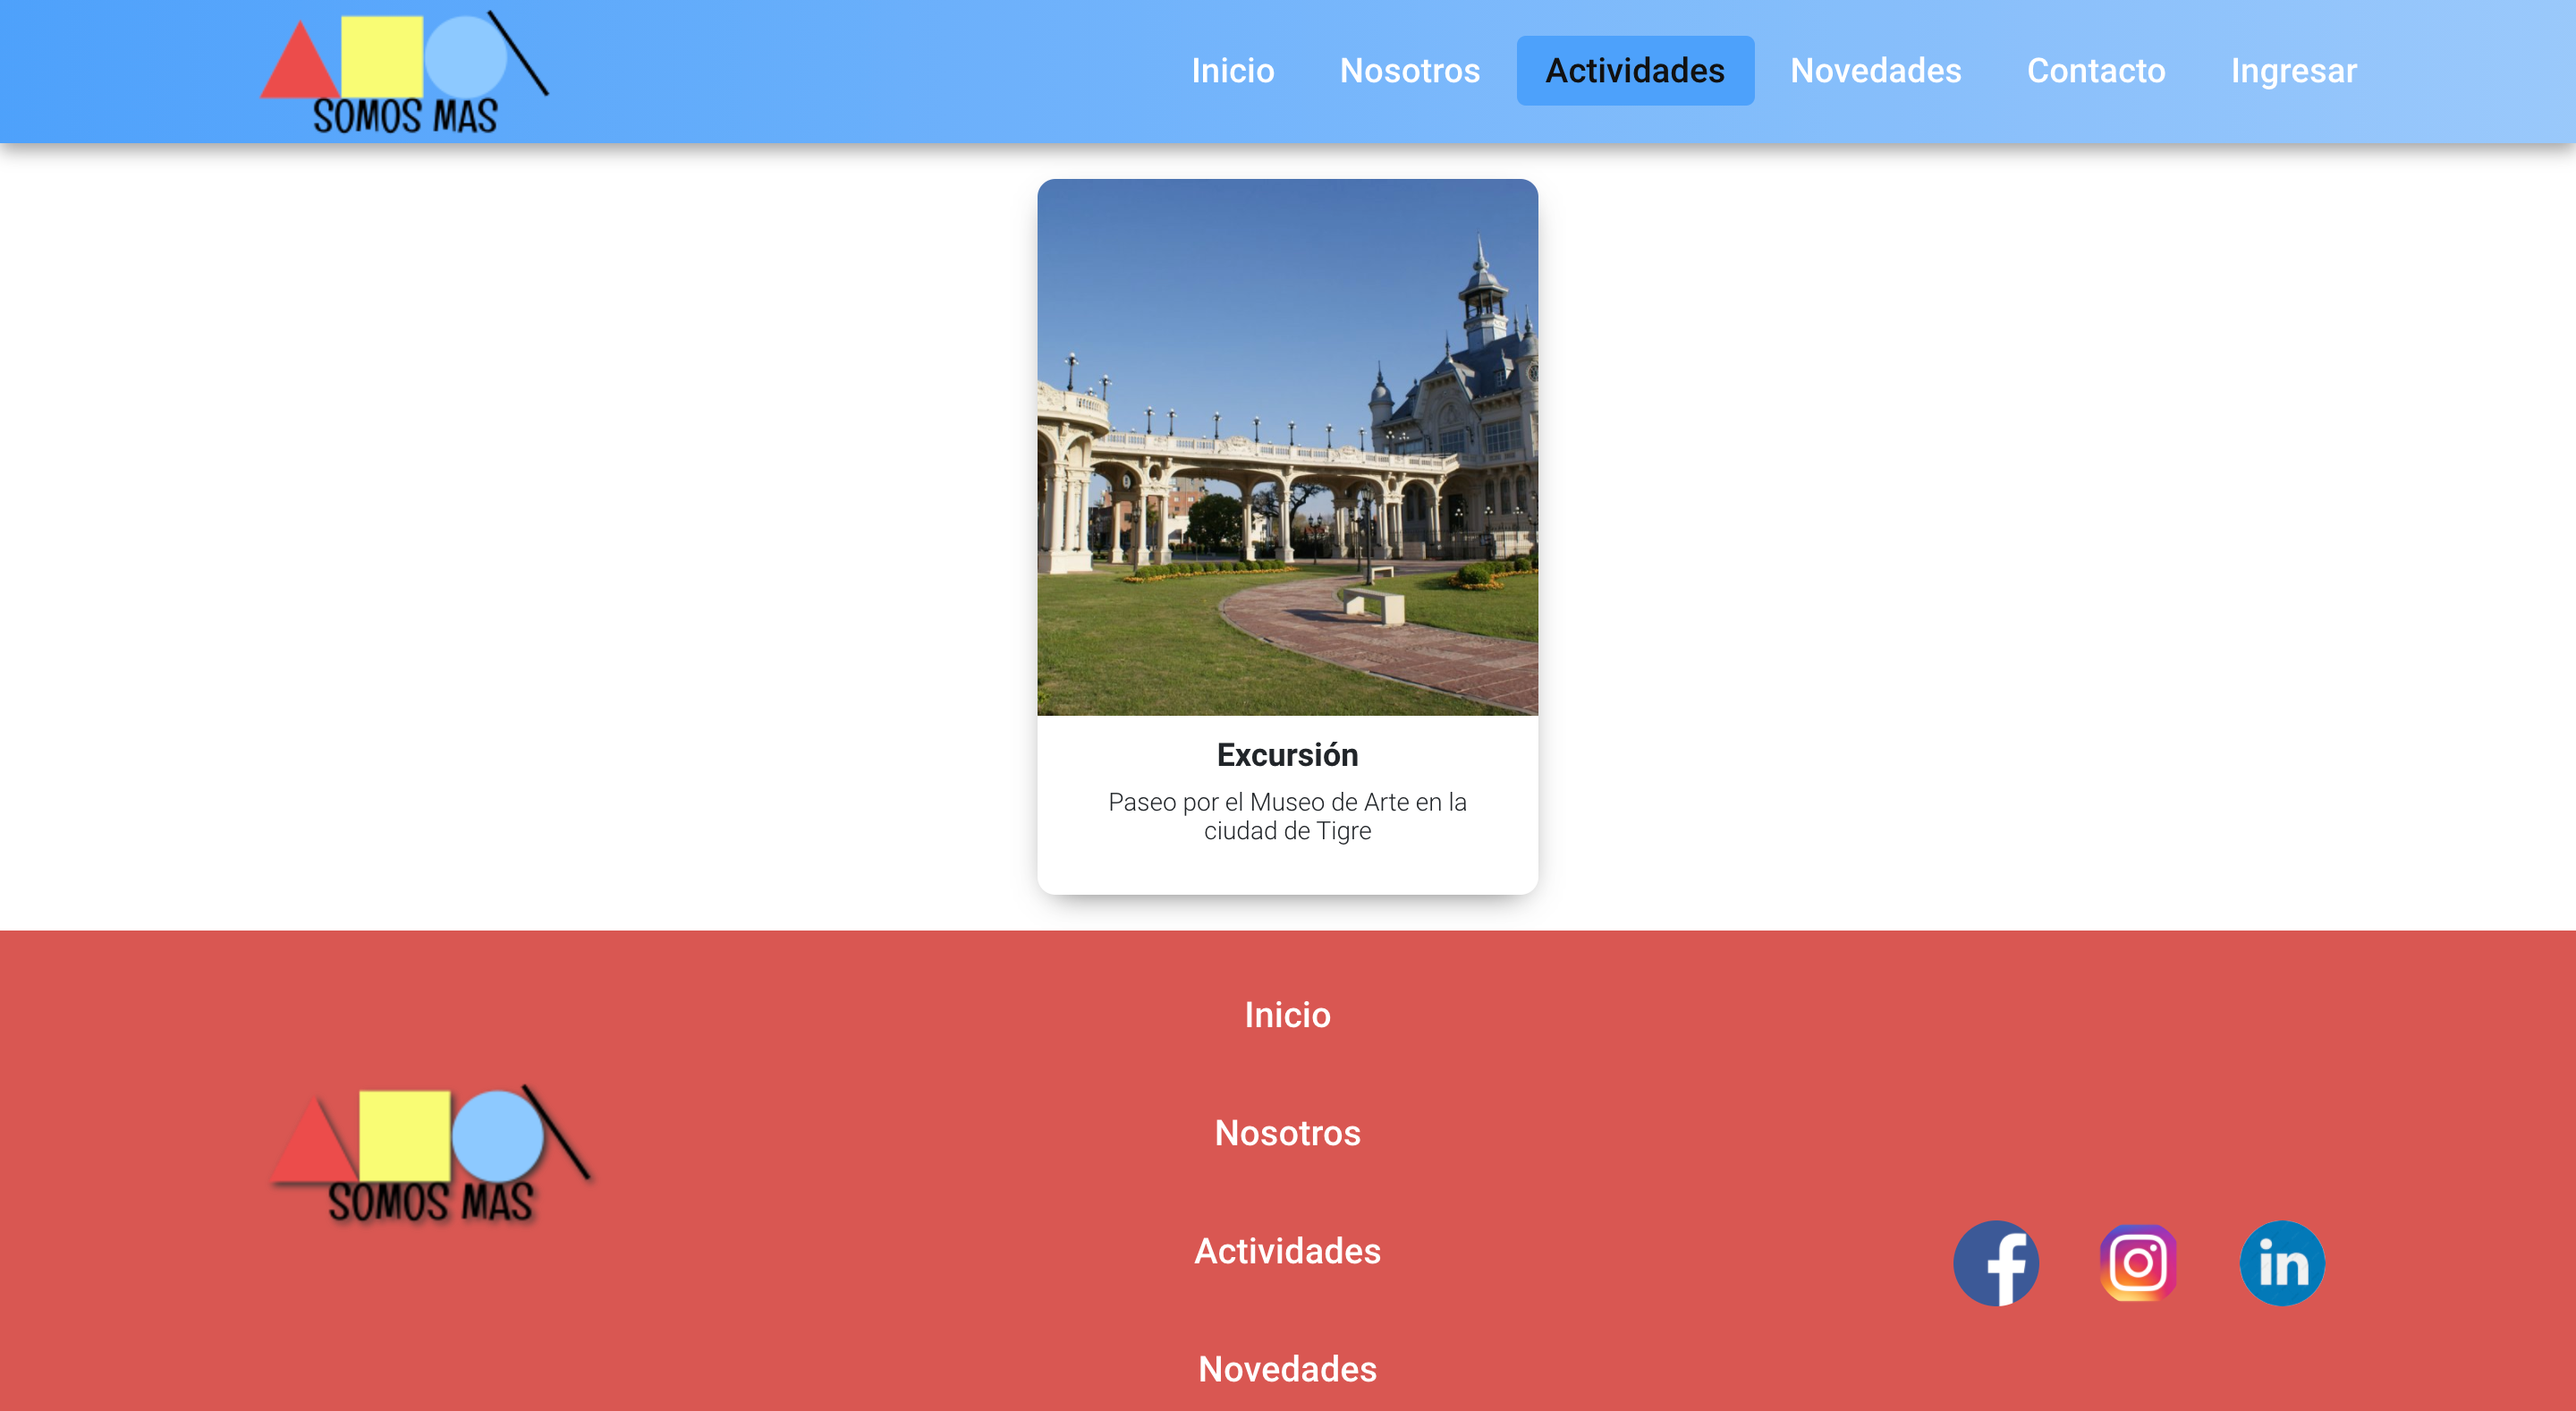 SOMOS MAS
Inicio
Nosotros
Actividades
Novedades
Contacto
Ingresar
Excursión
Paseo por el Museo de Arte en la
ciudad de Tigre
SOMOS MAS
Inicio
Nosotros
Actividades
Novedades